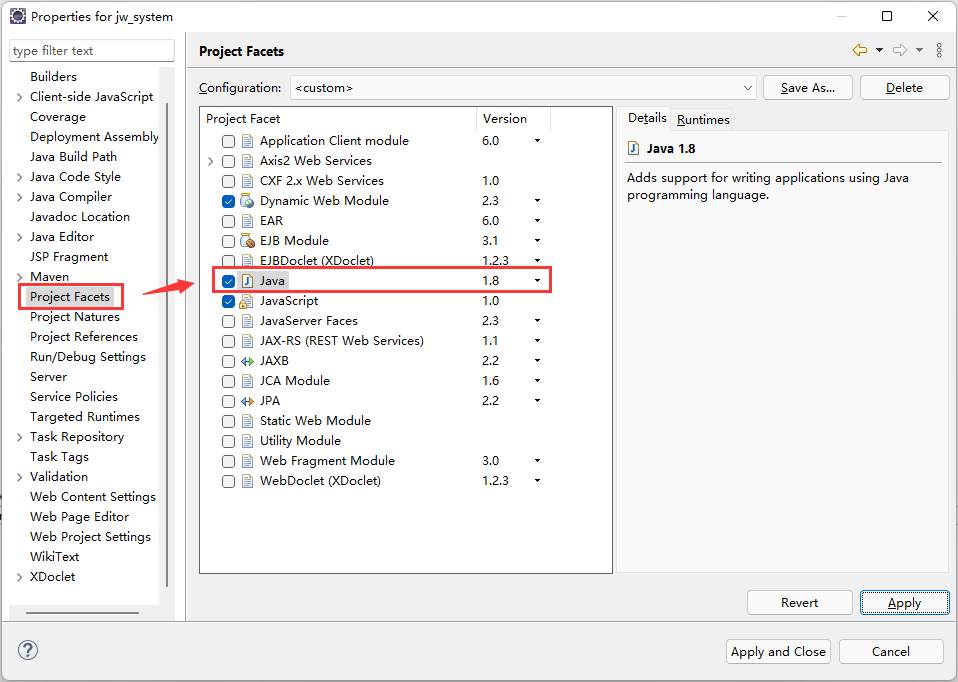 Properties for jw_system
type filter text
Builders
Client-side JavaScript
Coverage
Deployment Assembly
Java Build Path
Java Code Style
Java Compiler
Javadoc Location
Java Editor
JSP Fragment
Maven
Project Facets
Project Natures
Project References
Run/Debug Settings
Server
Service Policies
Targeted Runtimes
Task Repository
Task Tags
Validation
Web Content Settings
Web Page Editor
Web Project Settings
WikiText
XDoclet
Project Facets
Configuration: <custom> Save As... Delete
Project Facet Version
Application Client module 6.0
Axis2 Web Services
CXF 2.x Web Services 1.0
Dynamic Web Module 2.3
EAR 6.0
EJB Module 3.1
EJBDoclet (XDoclet) 1.2.3
Java 1.8
JavaScript 1.0
JavaServer Faces 2.3
JAX-RS (REST Web Services) 1.1
JAXB 2.2
JCA Module 1.6
JPA 2.2
Static Web Module
Utility Module
Web Fragment Module 3.0
WebDoclet (XDoclet) 1.2.3
Details Runtimes
Java 1.8
Adds support for writing applications using Java
programming language.
Revert Apply
Apply and Close Cancel